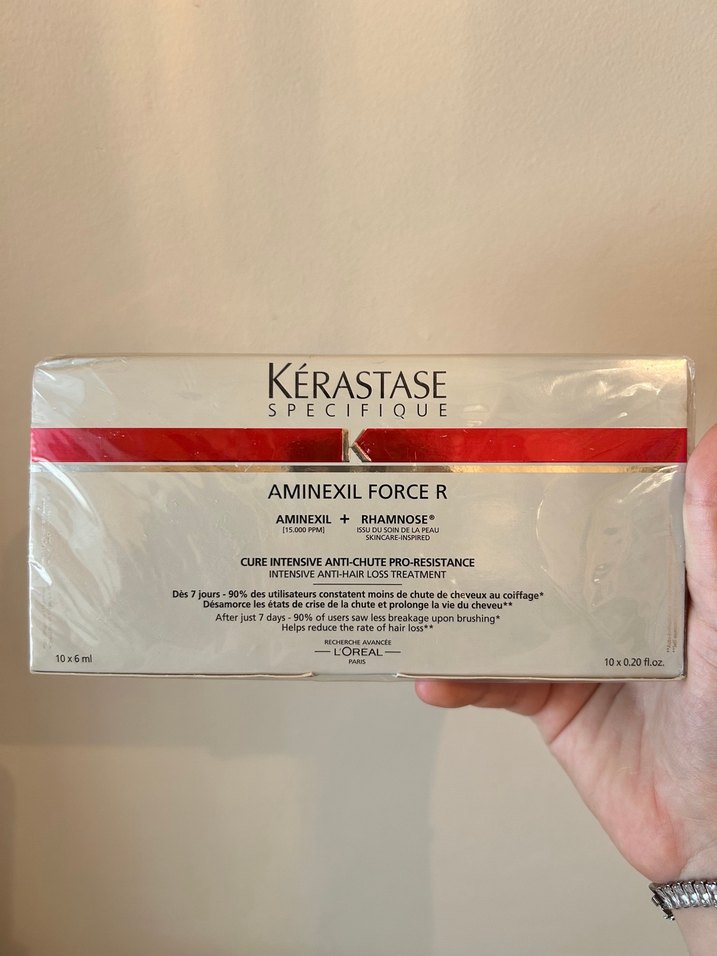 KÉRASTASE
SPECIFIQUE
AMINEXIL FORCE R
AMINEXIL + RHAMNOSE®
[15.000 PPM] ISSU DU SOIN DE LA PEAU
SKINCARE-INSPIRED
CURE INTENSIVE ANTI-CHUTE PRO-RESISTANCE
INTENSIVE ANTI-HAIR LOSS TREATMENT
Dès 7 jours - 90% des utilisateurs constatent moins de chute de cheveux au coiffage*
Désamorce les états de crise de la chute et prolonge la vie du cheveu**
After just 7 days - 90% of users saw less breakage upon brushing*
Helps reduce the rate of hair loss**
RECHERCHE AVANCÉE
L'ORÉAL
PARIS
10 x 6 ml
10 x 0.20 fl.oz.